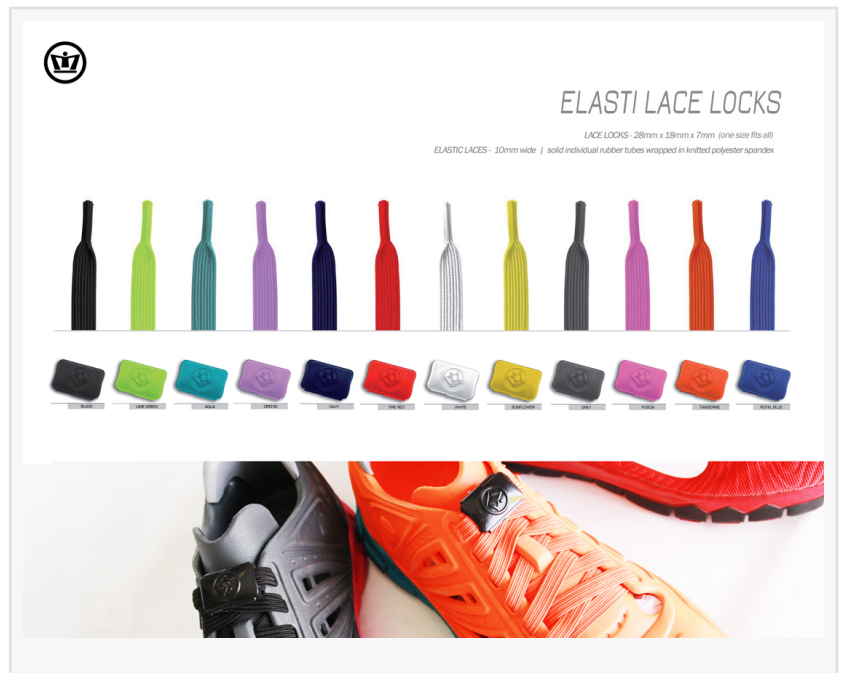 ELASTI LACE LOCKS
LACE LOCKS - 28mm x 18mm x 7mm (one size fits all)
ELASTIC LACES - 10mm wide | solid individual rubber tubes wrapped in knitted polyester spandex
BLACK
LIME GREEN
AQUA
ORCHID
NAVY
FIRE RED
WHITE
SUNFLOWER
GREY
TANGERINE
ROYAL BLUE